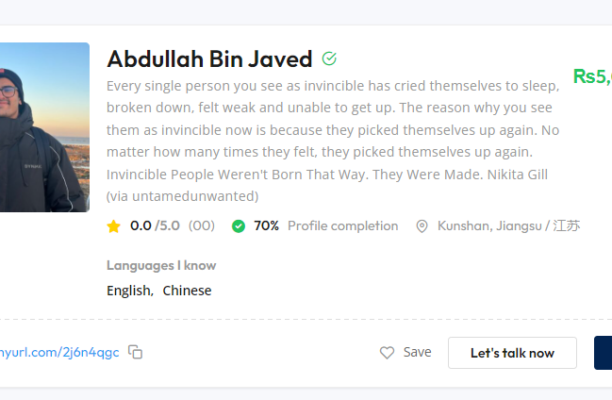 Abdullah Bin Javed
Rs5,
Every single person you see as invincible has cried themselves to sleep,
broken down, felt weak and unable to get up. The reason why you see
them as invincible now is because they picked themselves up again. No
matter how many times they felt, they picked themselves up again.
Invincible People Weren't Born That Way. They Were Made. Nikita Gill
(via untamedunwanted)
0.0 /5.0 (00) 70% Profile completion Kunshan, Jiangsu / 江苏
Languages I know
English, Chinese
nyurl.com/2j6n4qgc Save Let's talk now